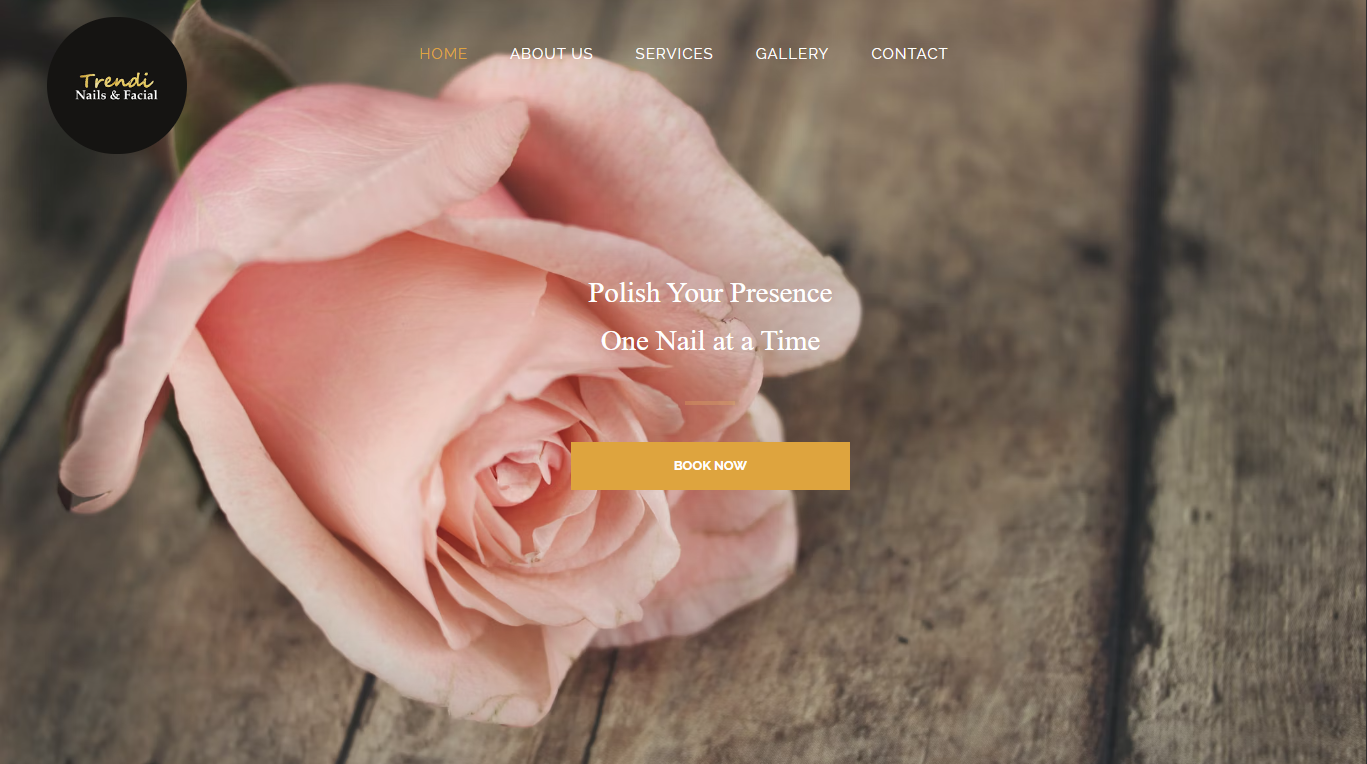 Trendi
Nails & Facial
HOME ABOUT US SERVICES GALLERY CONTACT
Polish Your Presence
One Nail at a Time
BOOK NOW